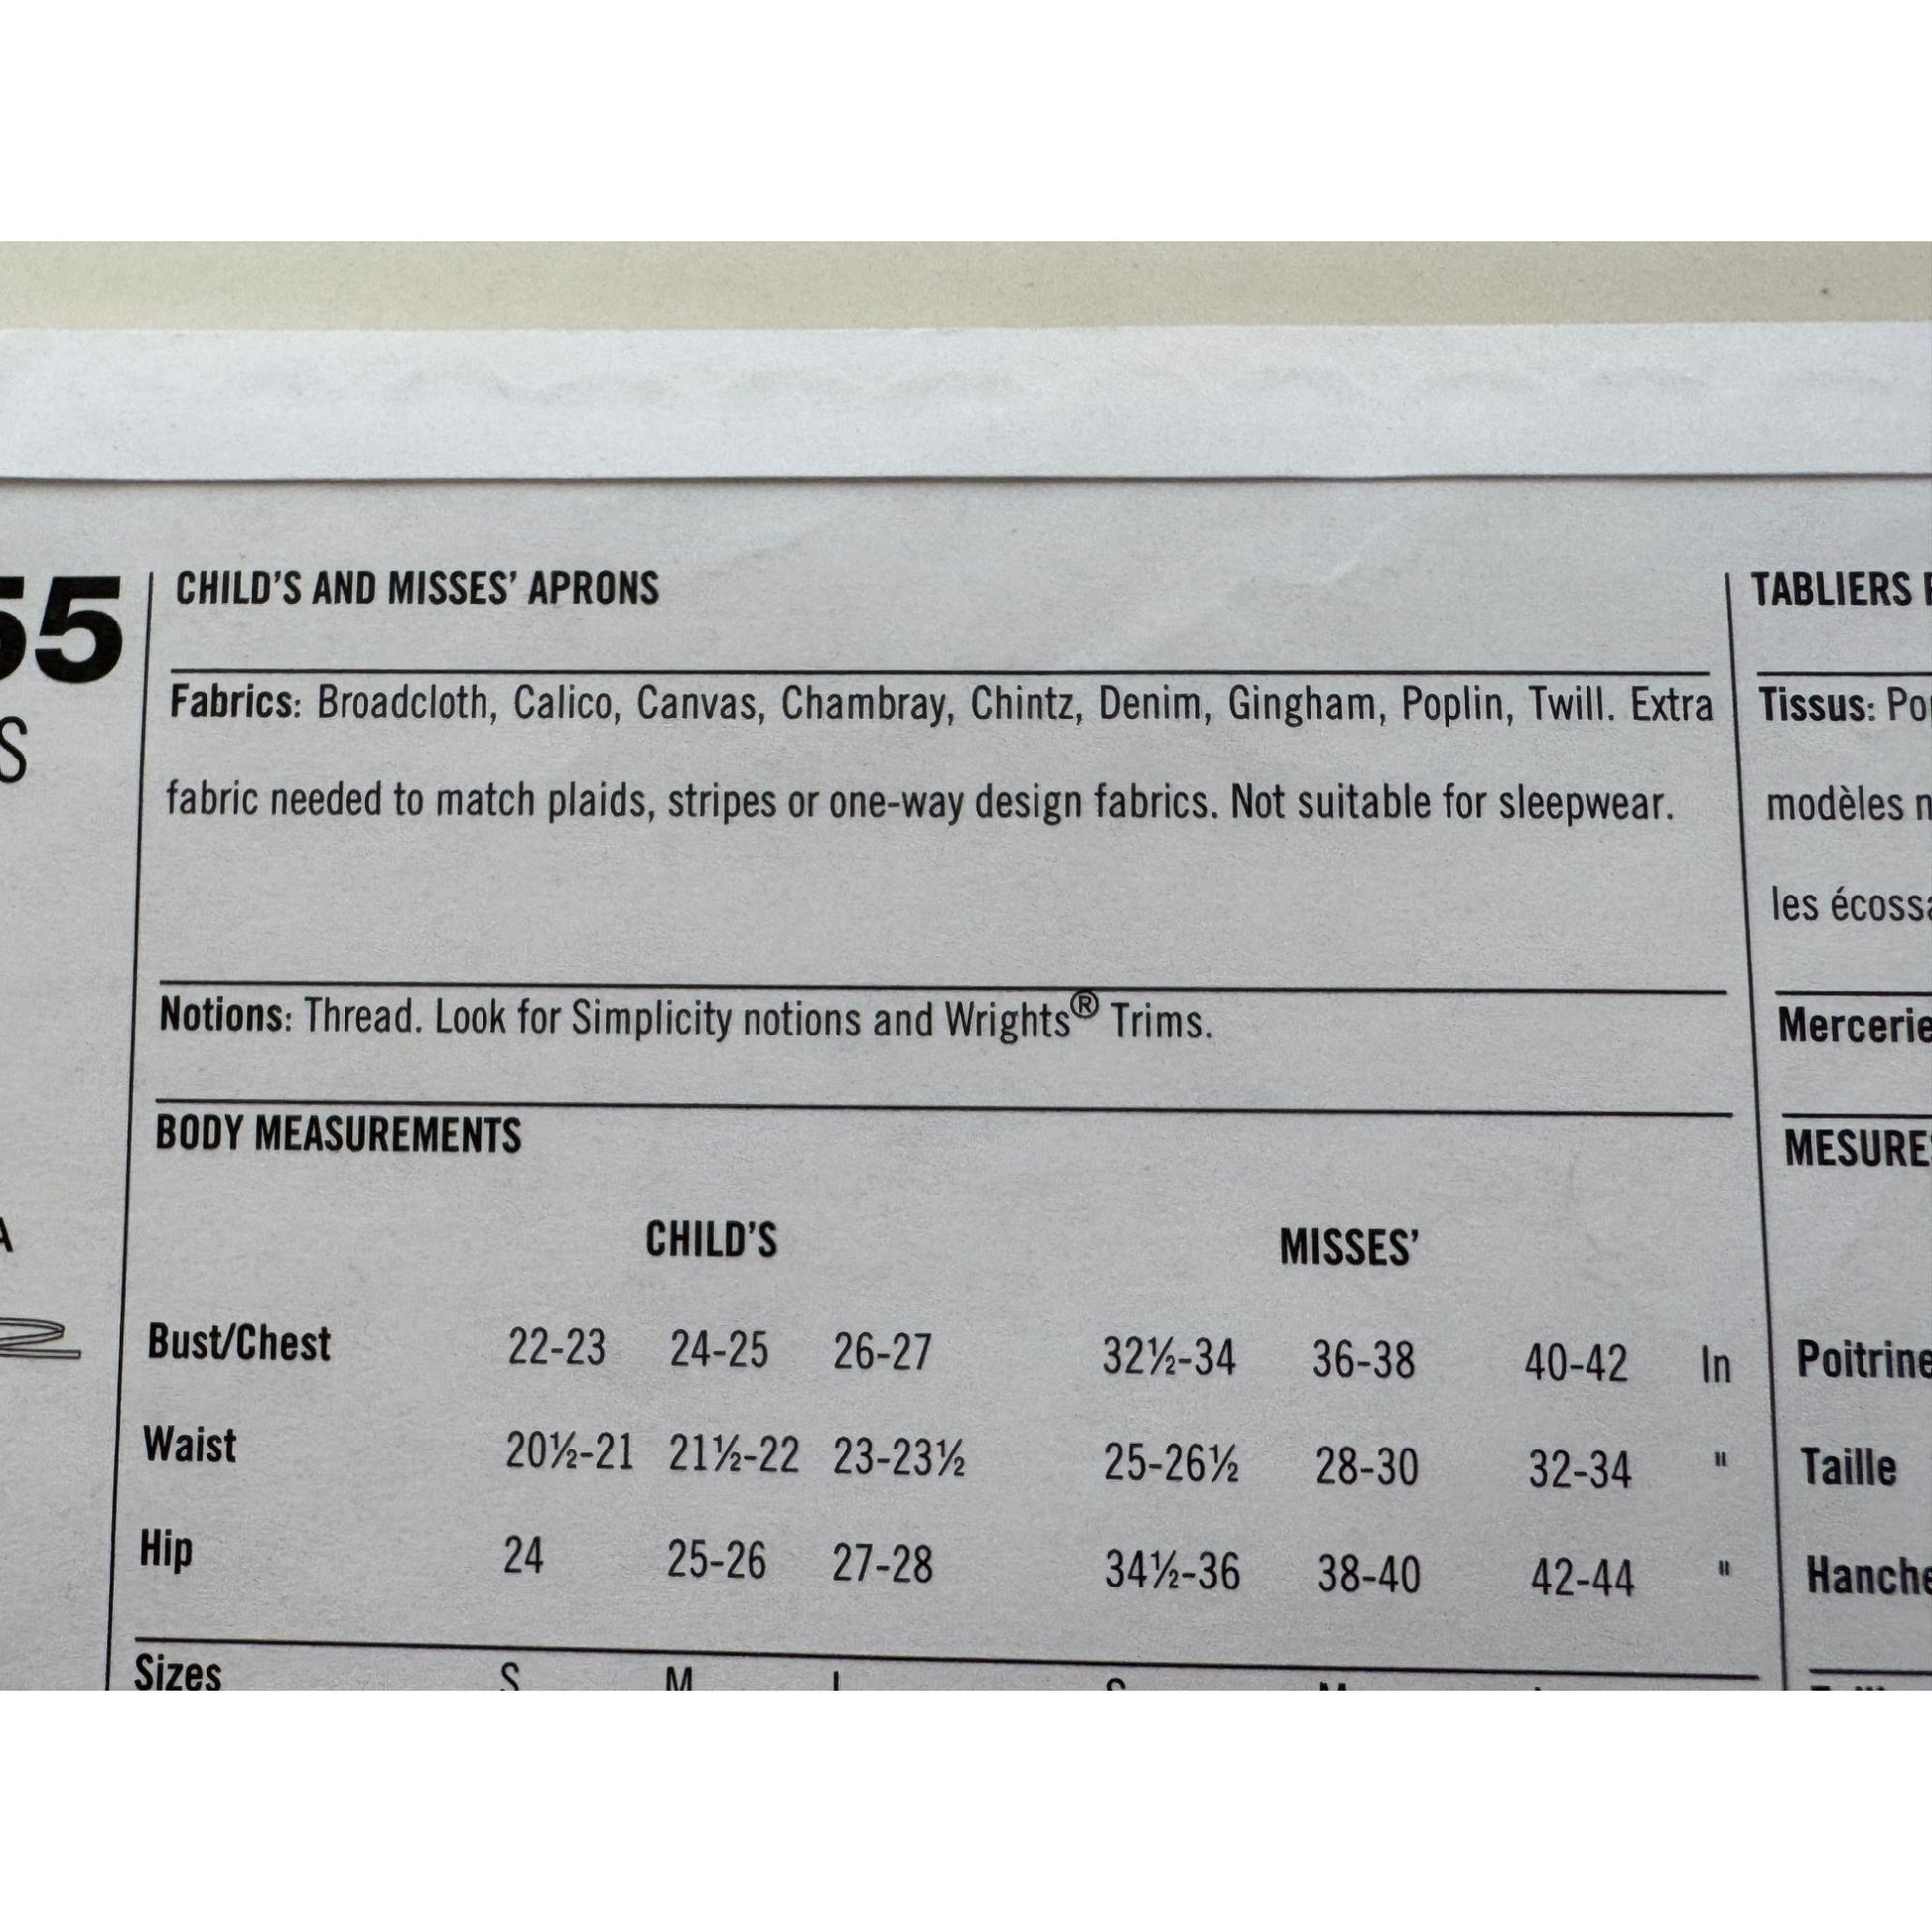 55
S
A
CHILD'S AND MISSES' APRONS
Fabrics: Broadcloth, Calico, Canvas, Chambray, Chintz, Denim, Gingham, Poplin, Twill. Extra
fabric needed to match plaids, stripes or one-way design fabrics. Not suitable for sleepwear.
Notions: Thread. Look for Simplicity notions and Wrights® Trims.
BODY MEASUREMENTS
CHILD'S MISSES'
Bust/Chest 22-23 24-25 26-27 32½-34 36-38 40-42 In
Waist 20½-21 21½-22 23-23½ 25-26½ 28-30 32-34 "
Hip 24 25-26 27-28 34½-36 38-40 42-44 "
Sizes S M L S M
TABLIERS
Tissus:
modèles
les
Mercerie
MESURES
Poitrine
Taille
Hanche